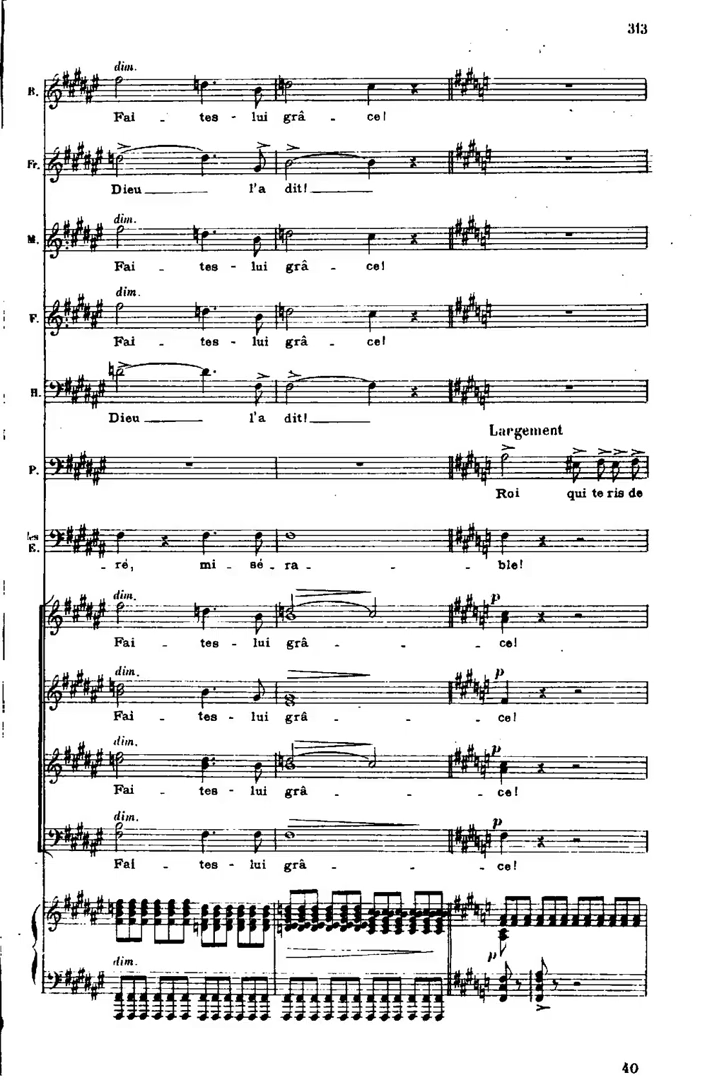 313
dim.
B.
Fai - tes - lui grâ - ce!
Fr.
Dieu l'a dit!
dim.
M.
Fai - tes - lui grâ - ce!
dim.
F.
Fai - tes - lui grâ - ce!
H.
Dieu l'a dit!
Largement
P.
Roi qui te ris de
les
E.
- ré, mi - sé - ra - - ble!
dim. p
Fai - tes - lui grâ - - ce!
dim. p
Fai - tes - lui grâ - - ce!
dim. p
Fai - tes - lui grâ - - ce!
dim. p
Fai - tes - lui grâ - - ce!
p
dim.
40